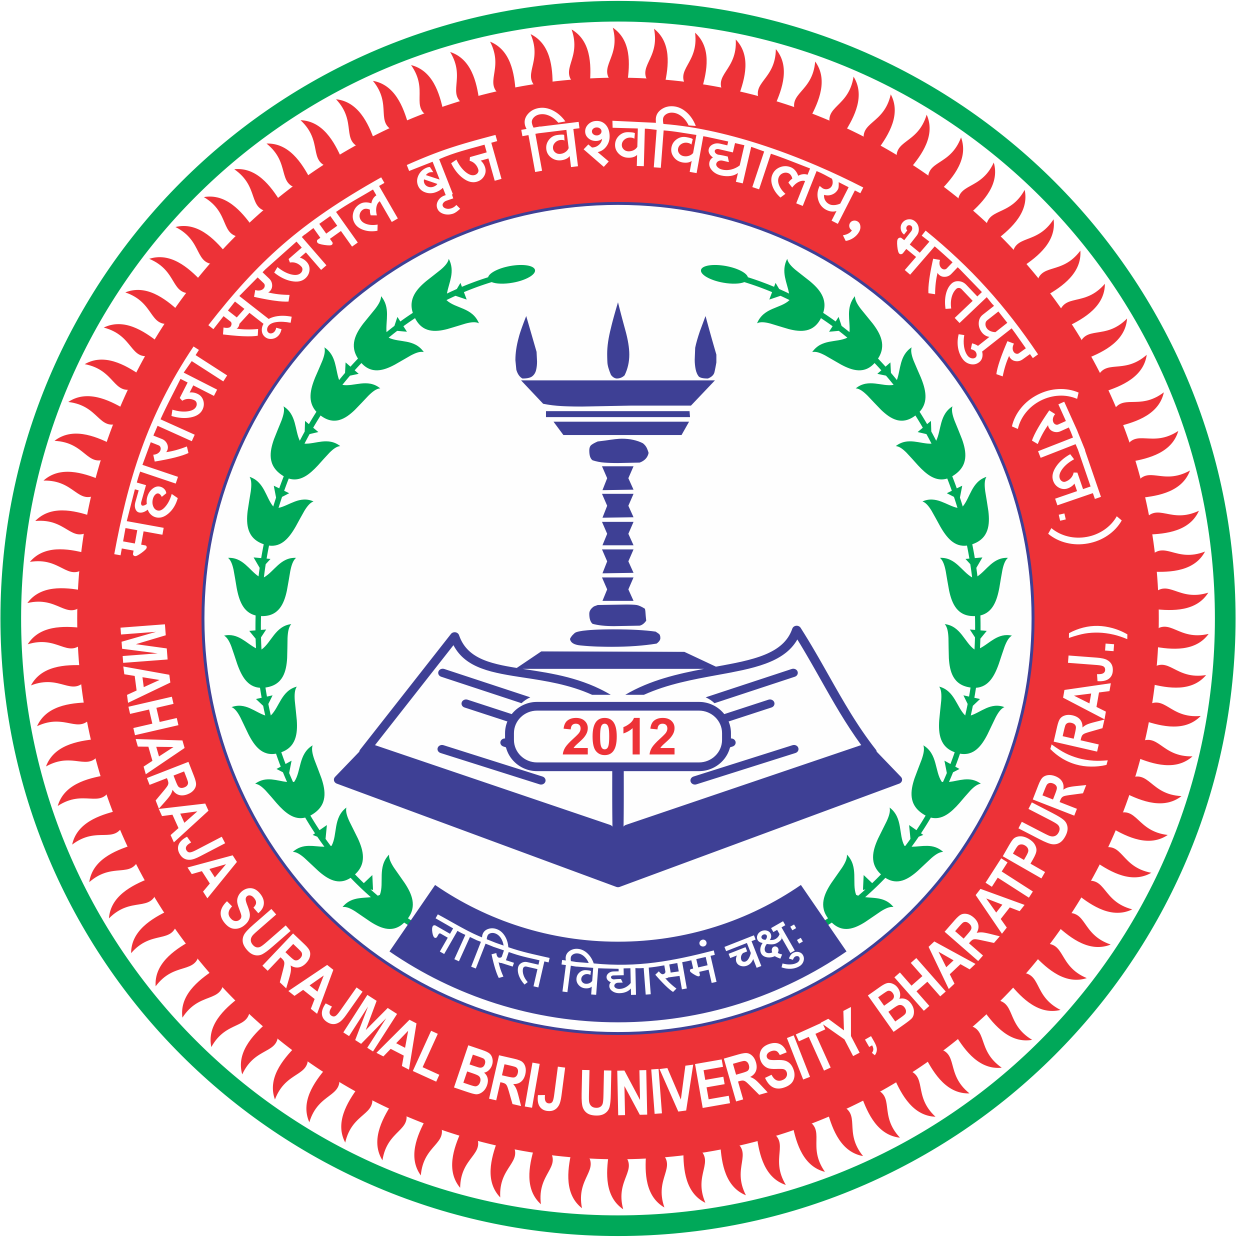 महाराजा सूरजमल बृज विश्वविद्यालय, भरतपुर (राज.)
2012
नास्ति विद्यासमं चक्षुः
MAHARAJA SURAJMAL BRIJ UNIVERSITY, BHARATPUR (RAJ.)